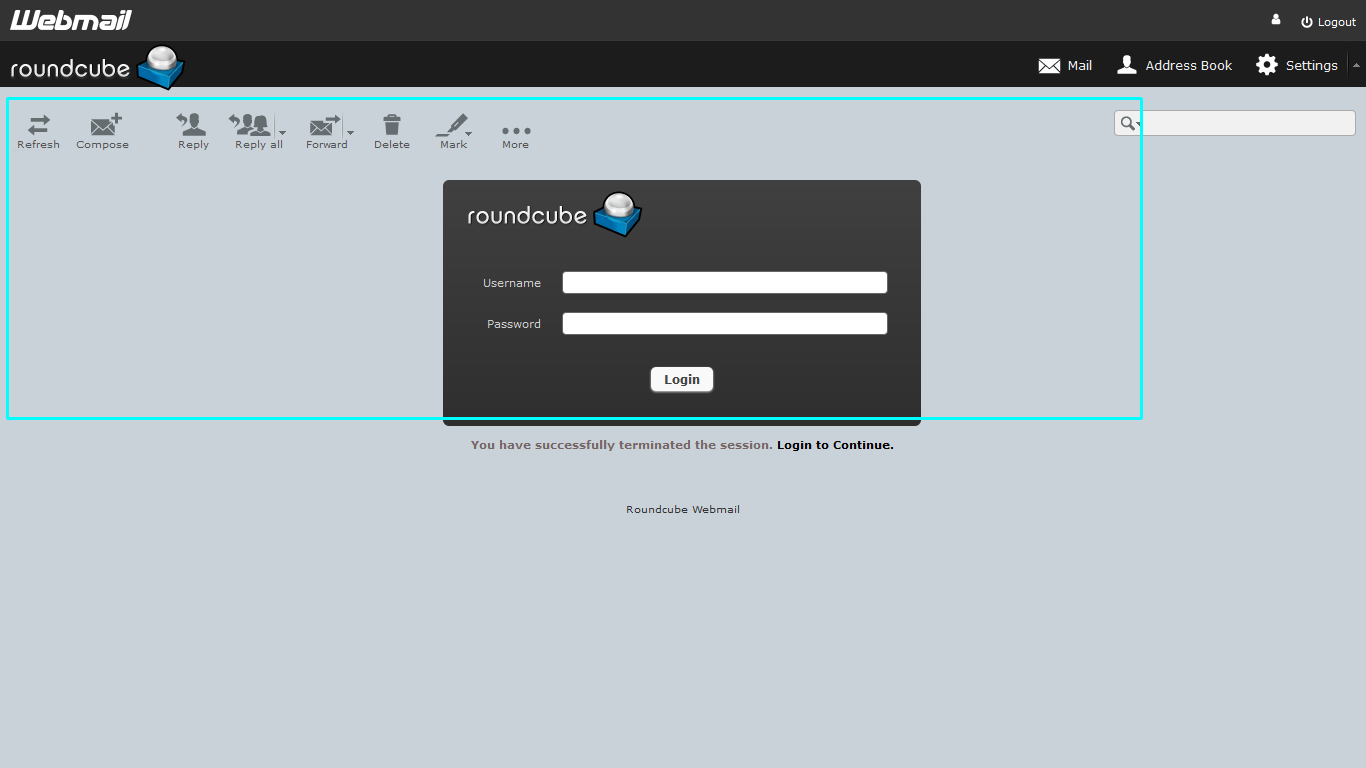 Webmail
Logout
roundcube
Mail
Address Book
Settings
Refresh
Compose
Reply
Reply all
Forward
Delete
Mark
More
roundcube
Username
Password
Login
You have successfully terminated the session. Login to Continue.
Roundcube Webmail